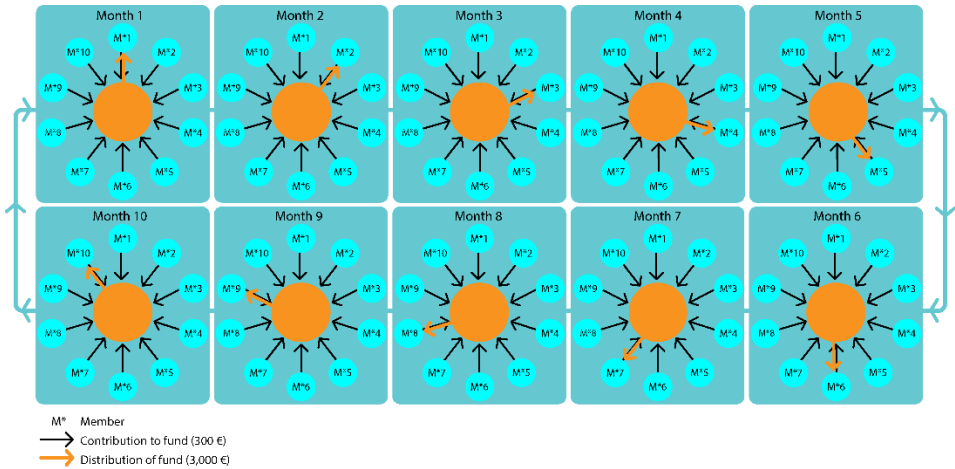 Month 1
M*1
M*2
M*3
M*4
M*5
M*6
M*7
M*8
M*9
M*10
Month 2
M*1
M*2
M*3
M*4
M*5
M*6
M*7
M*8
M*9
M*10
Month 3
M*1
M*2
M*3
M*4
M*5
M*6
M*7
M*8
M*9
M*10
Month 4
M*1
M*2
M*3
M*4
M*5
M*6
M*7
M*8
M*9
M*10
Month 5
M*1
M*2
M*3
M*4
M*5
M*6
M*7
M*8
M*9
M*10
Month 10
M*1
M*2
M*3
M*4
M*5
M*6
M*7
M*8
M*9
M*10
Month 9
M*1
M*2
M*3
M*4
M*5
M*6
M*7
M*8
M*9
M*10
Month 8
M*1
M*2
M*3
M*4
M*5
M*6
M*7
M*8
M*9
M*10
Month 7
M*1
M*2
M*3
M*4
M*5
M*6
M*7
M*8
M*9
M*10
Month 6
M*1
M*2
M*3
M*4
M*5
M*6
M*7
M*8
M*9
M*10
M* Member
Contribution to fund (300 €)
Distribution of fund (3,000 €)